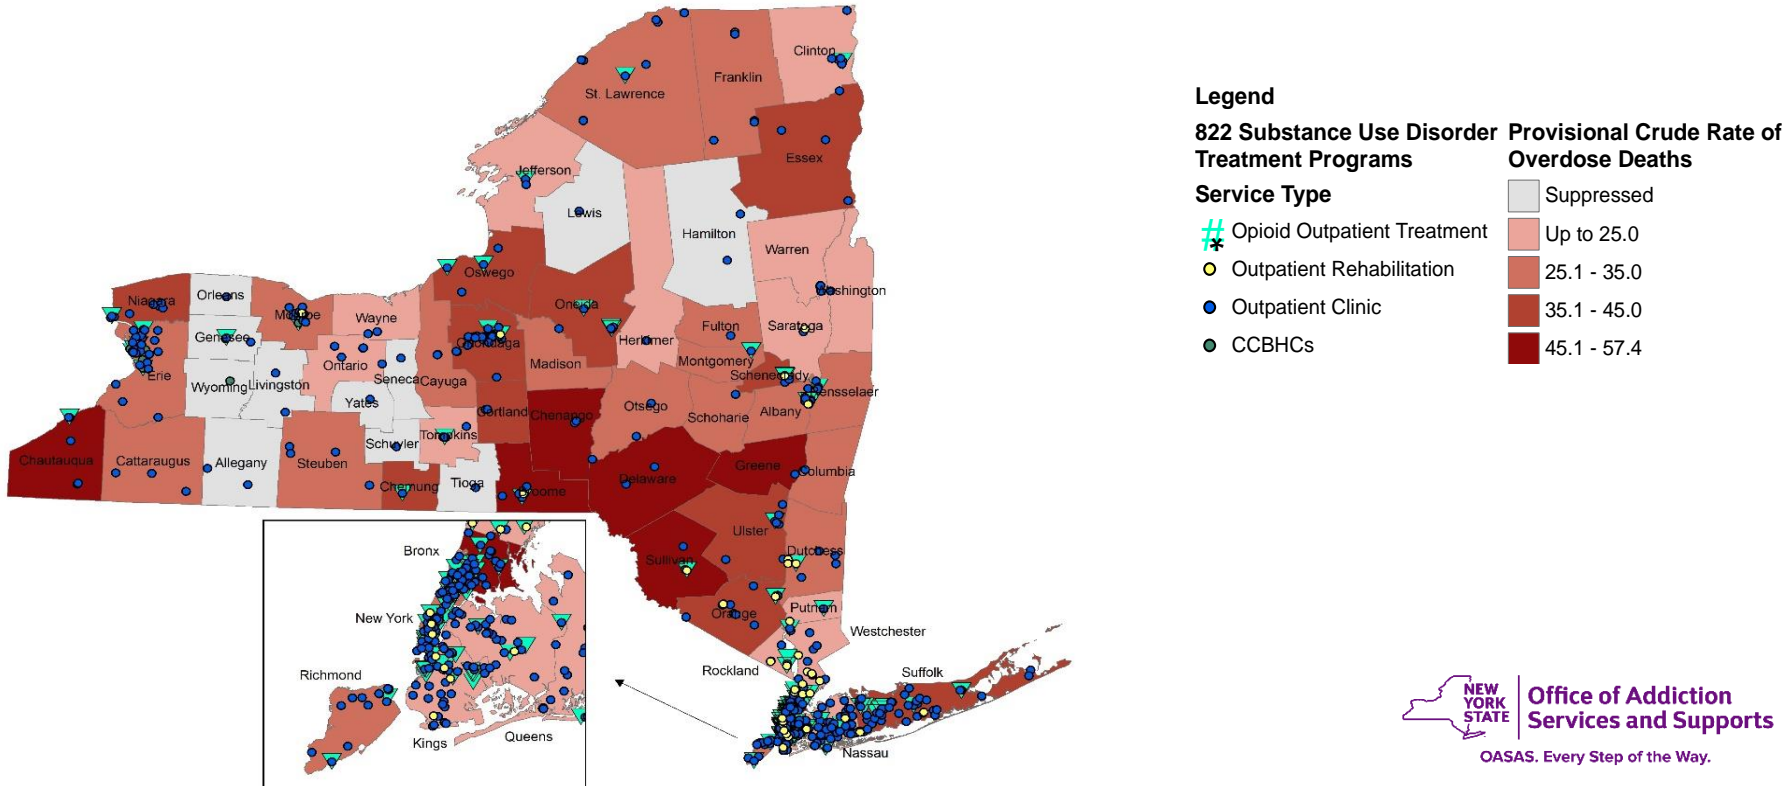 Clinton
Franklin
St. Lawrence
Essex
Jefferson
Lewis
Hamilton
Warren
Oswego
Washington
Orleans
Niagara
Oneida
Monroe
Wayne
Fulton
Saratoga
Genesee
Herkimer
Onondaga
Madison
Montgomery
Ontario
Schenectady
Erie
Seneca
Cayuga
Wyoming
Livingston
Rensselaer
Yates
Otsego
Albany
Cortland
Chenango
Schoharie
Tompkins
Schuyler
Chautauqua
Cattaraugus
Allegany
Steuben
Greene
Columbia
Delaware
Chemung
Tioga
Broome
Ulster
Bronx
Dutchess
Sullivan
Putnam
Orange
New York
Westchester
Rockland
Richmond
Suffolk
Kings
Queens
Nassau
Legend
822 Substance Use Disorder
Treatment Programs
Service Type
# * Opioid Outpatient Treatment
Outpatient Rehabilitation
Outpatient Clinic
CCBHCs
Provisional Crude Rate of
Overdose Deaths
Suppressed
Up to 25.0
25.1 - 35.0
35.1 - 45.0
45.1 - 57.4
NEW
YORK
STATE
Office of Addiction
Services and Supports
OASAS. Every Step of the Way.